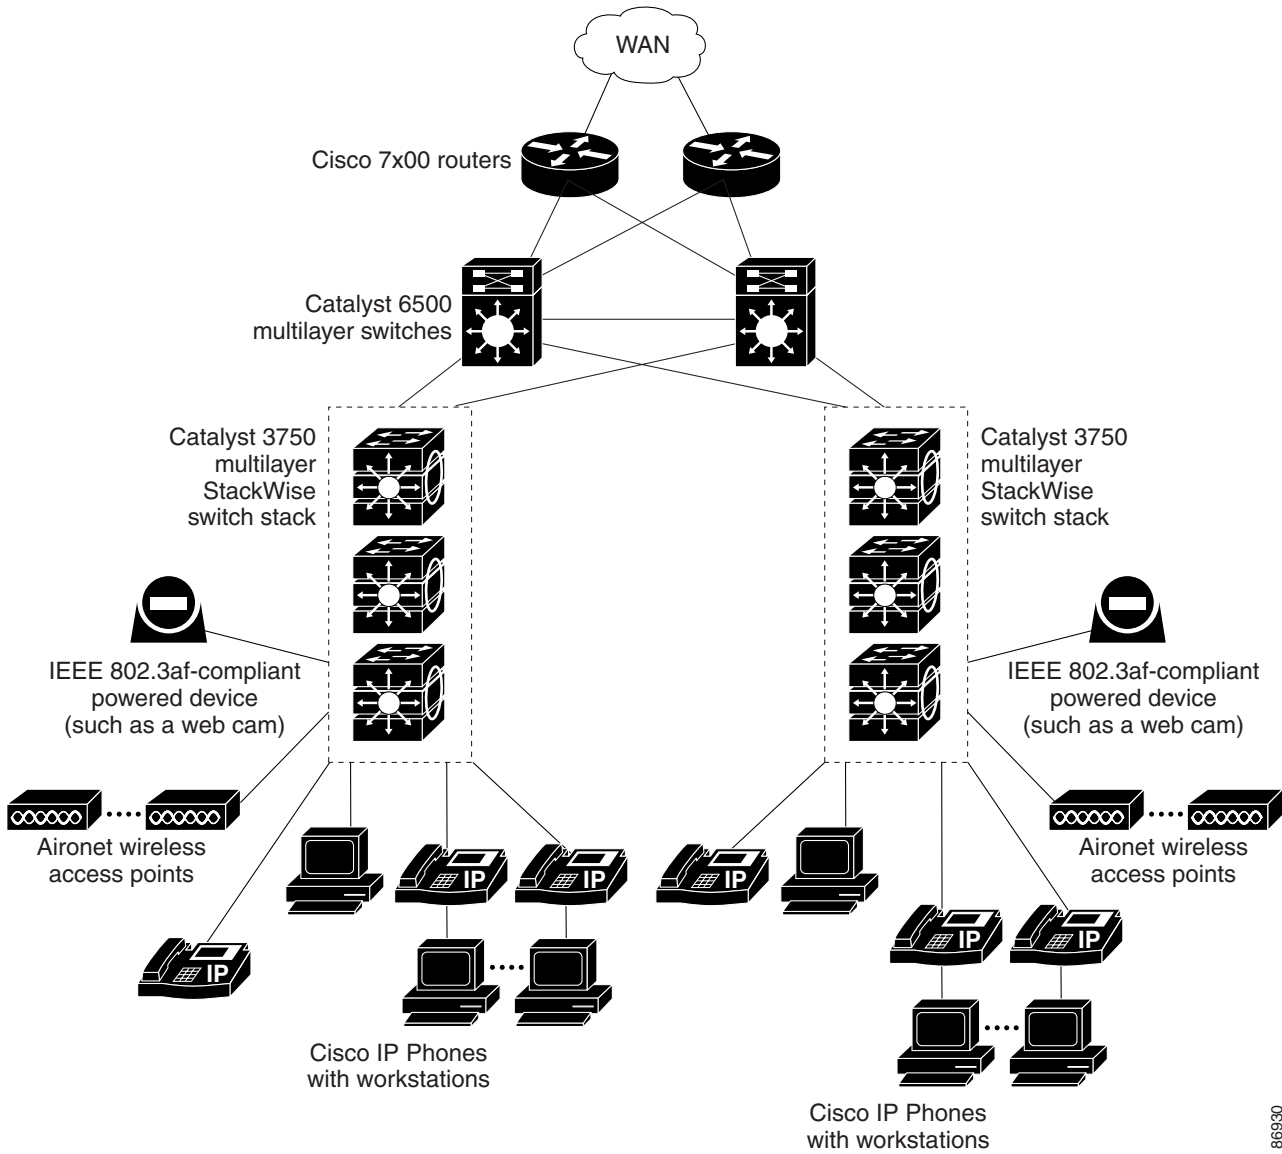 WAN
Cisco 7x00 routers
Catalyst 6500
multilayer switches
Catalyst 3750
multilayer
StackWise
switch stack
Catalyst 3750
multilayer
StackWise
switch stack
IEEE 802.3af-compliant
powered device
(such as a web cam)
IEEE 802.3af-compliant
powered device
(such as a web cam)
Aironet wireless
access points
Aironet wireless
access points
IP
IP
IP
IP
IP
IP
Cisco IP Phones
with workstations
Cisco IP Phones
with workstations
86930